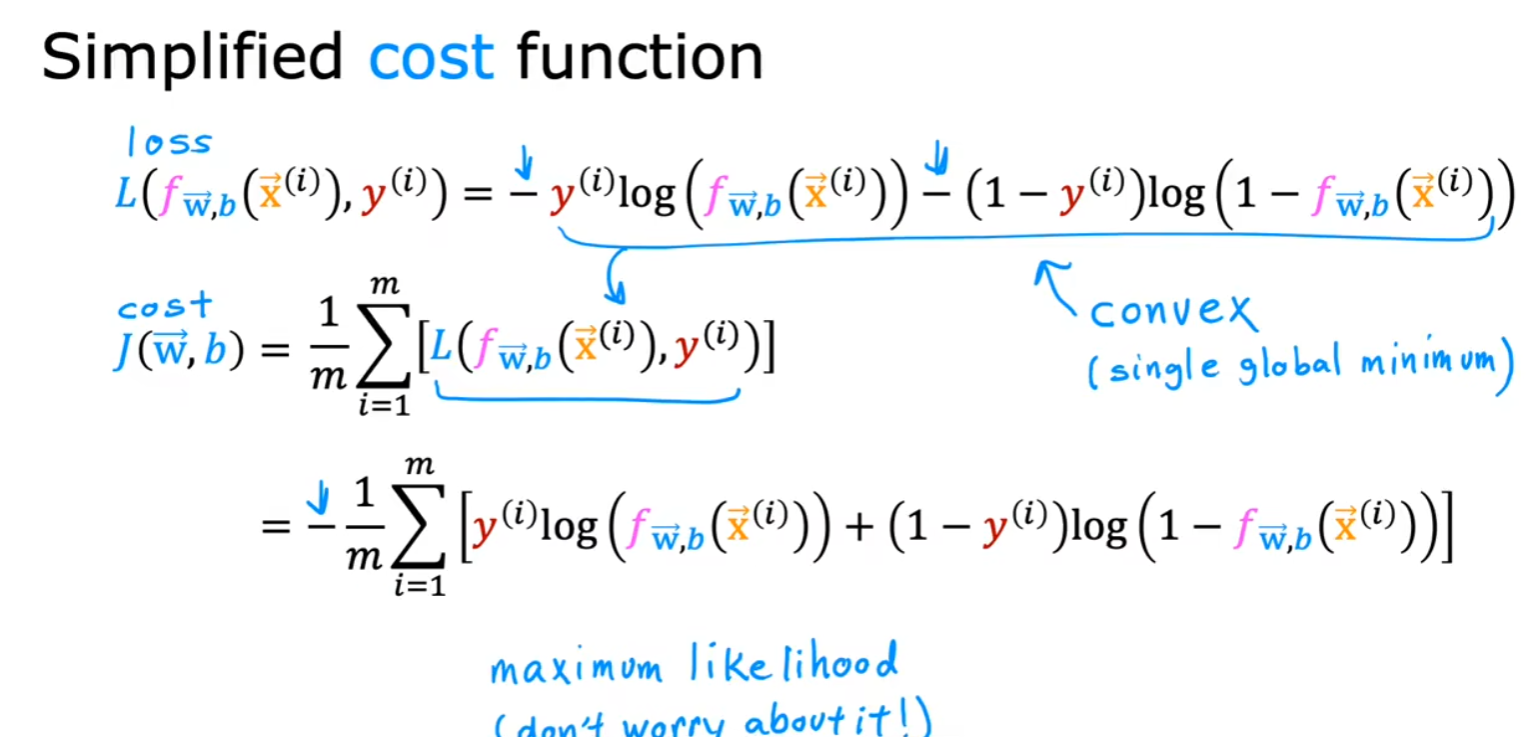 Simplified cost function
loss
L(f_{\vec{w},b}(\vec{x}^{(i)}), y^{(i)}) = − y^{(i)}log(f_{\vec{w},b}(\vec{x}^{(i)})) − (1 − y^{(i)})log(1 − f_{\vec{w},b}(\vec{x}^{(i)}))
cost
J(\vec{w}, b) = \frac{1}{m} \sum_{i=1}^{m} [L(f_{\vec{w},b}(\vec{x}^{(i)}), y^{(i)})]
convex
(single global minimum)
= −\frac{1}{m} \sum_{i=1}^{m} [y^{(i)}log(f_{\vec{w},b}(\vec{x}^{(i)})) + (1 − y^{(i)})log(1 − f_{\vec{w},b}(\vec{x}^{(i)}))]
maximum likelihood
(don't worry about it!)